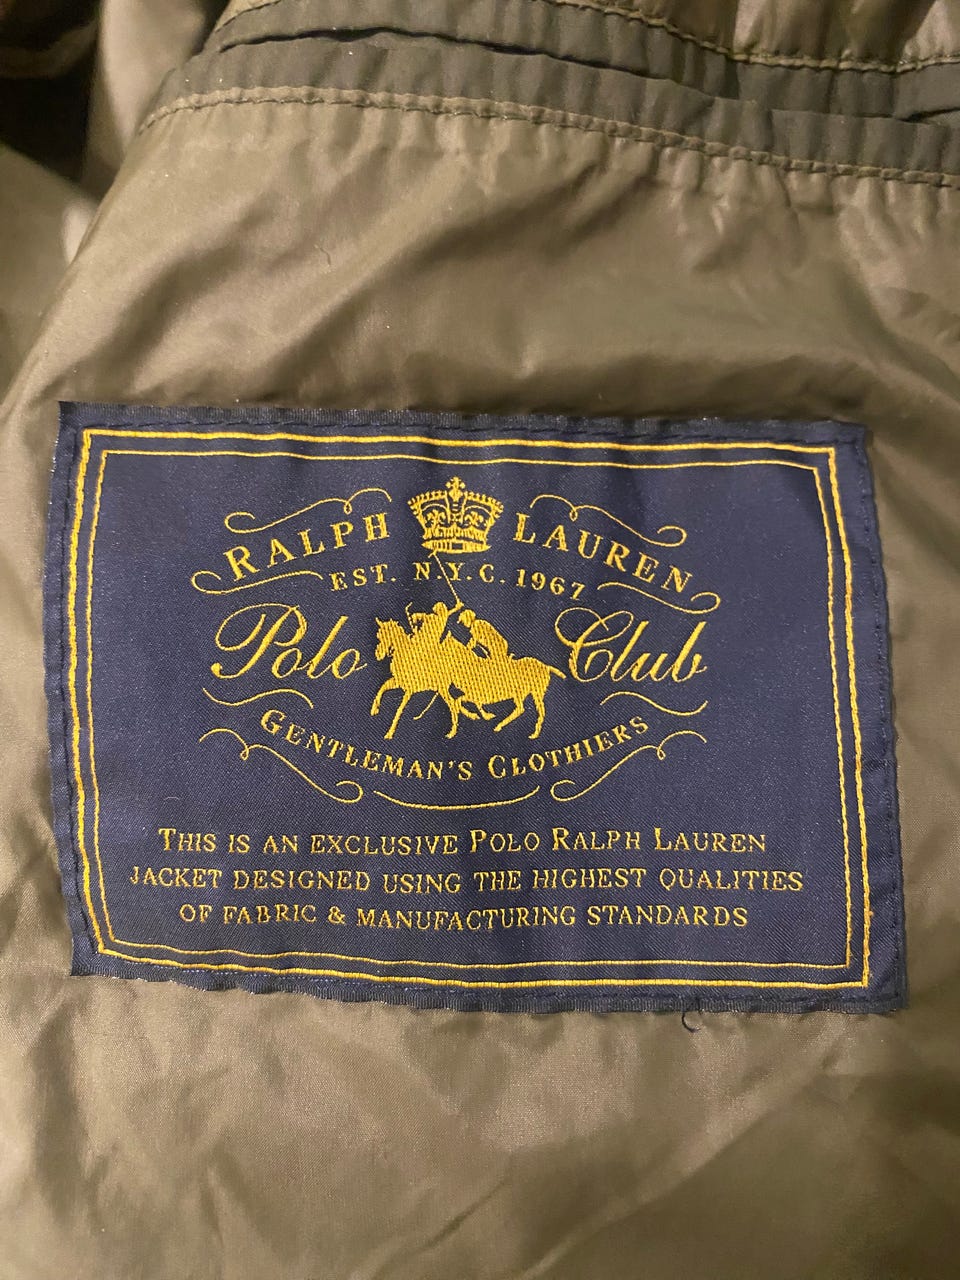 RALPH LAUREN
EST. N.Y.C. 1967
Polo Club
GENTLEMAN'S CLOTHIERS
THIS IS AN EXCLUSIVE POLO RALPH LAUREN
JACKET DESIGNED USING THE HIGHEST QUALITIES
OF FABRIC & MANUFACTURING STANDARDS